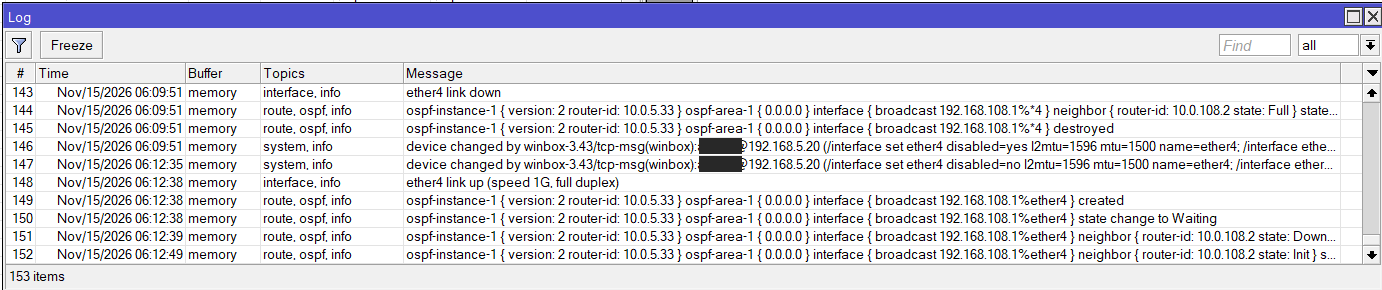 Log
Freeze Find all
# Time Buffer Topics Message
143 Nov/15/2026 06:09:51 memory interface, info ether4 link down
144 Nov/15/2026 06:09:51 memory route, ospf, info ospf-instance-1 { version: 2 router-id: 10.0.5.33 } ospf-area-1 { 0.0.0.0 } interface { broadcast 192.168.108.1%*4 } neighbor { router-id: 10.0.108.2 state: Full } state...
145 Nov/15/2026 06:09:51 memory route, ospf, info ospf-instance-1 { version: 2 router-id: 10.0.5.33 } ospf-area-1 { 0.0.0.0 } interface { broadcast 192.168.108.1%*4 } destroyed
146 Nov/15/2026 06:09:51 memory system, info device changed by winbox-3.43/tcp-msg(winbox): @192.168.5.20 (/interface set ether4 disabled=yes l2mtu=1596 mtu=1500 name=ether4; /interface ethe...
147 Nov/15/2026 06:12:35 memory system, info device changed by winbox-3.43/tcp-msg(winbox): @192.168.5.20 (/interface set ether4 disabled=no l2mtu=1596 mtu=1500 name=ether4; /interface ether...
148 Nov/15/2026 06:12:38 memory interface, info ether4 link up (speed 1G, full duplex)
149 Nov/15/2026 06:12:38 memory route, ospf, info ospf-instance-1 { version: 2 router-id: 10.0.5.33 } ospf-area-1 { 0.0.0.0 } interface { broadcast 192.168.108.1%ether4 } created
150 Nov/15/2026 06:12:38 memory route, ospf, info ospf-instance-1 { version: 2 router-id: 10.0.5.33 } ospf-area-1 { 0.0.0.0 } interface { broadcast 192.168.108.1%ether4 } state change to Waiting
151 Nov/15/2026 06:12:39 memory route, ospf, info ospf-instance-1 { version: 2 router-id: 10.0.5.33 } ospf-area-1 { 0.0.0.0 } interface { broadcast 192.168.108.1%ether4 } neighbor { router-id: 10.0.108.2 state: Down...
152 Nov/15/2026 06:12:49 memory route, ospf, info ospf-instance-1 { version: 2 router-id: 10.0.5.33 } ospf-area-1 { 0.0.0.0 } interface { broadcast 192.168.108.1%ether4 } neighbor { router-id: 10.0.108.2 state: Init } s...
153 items